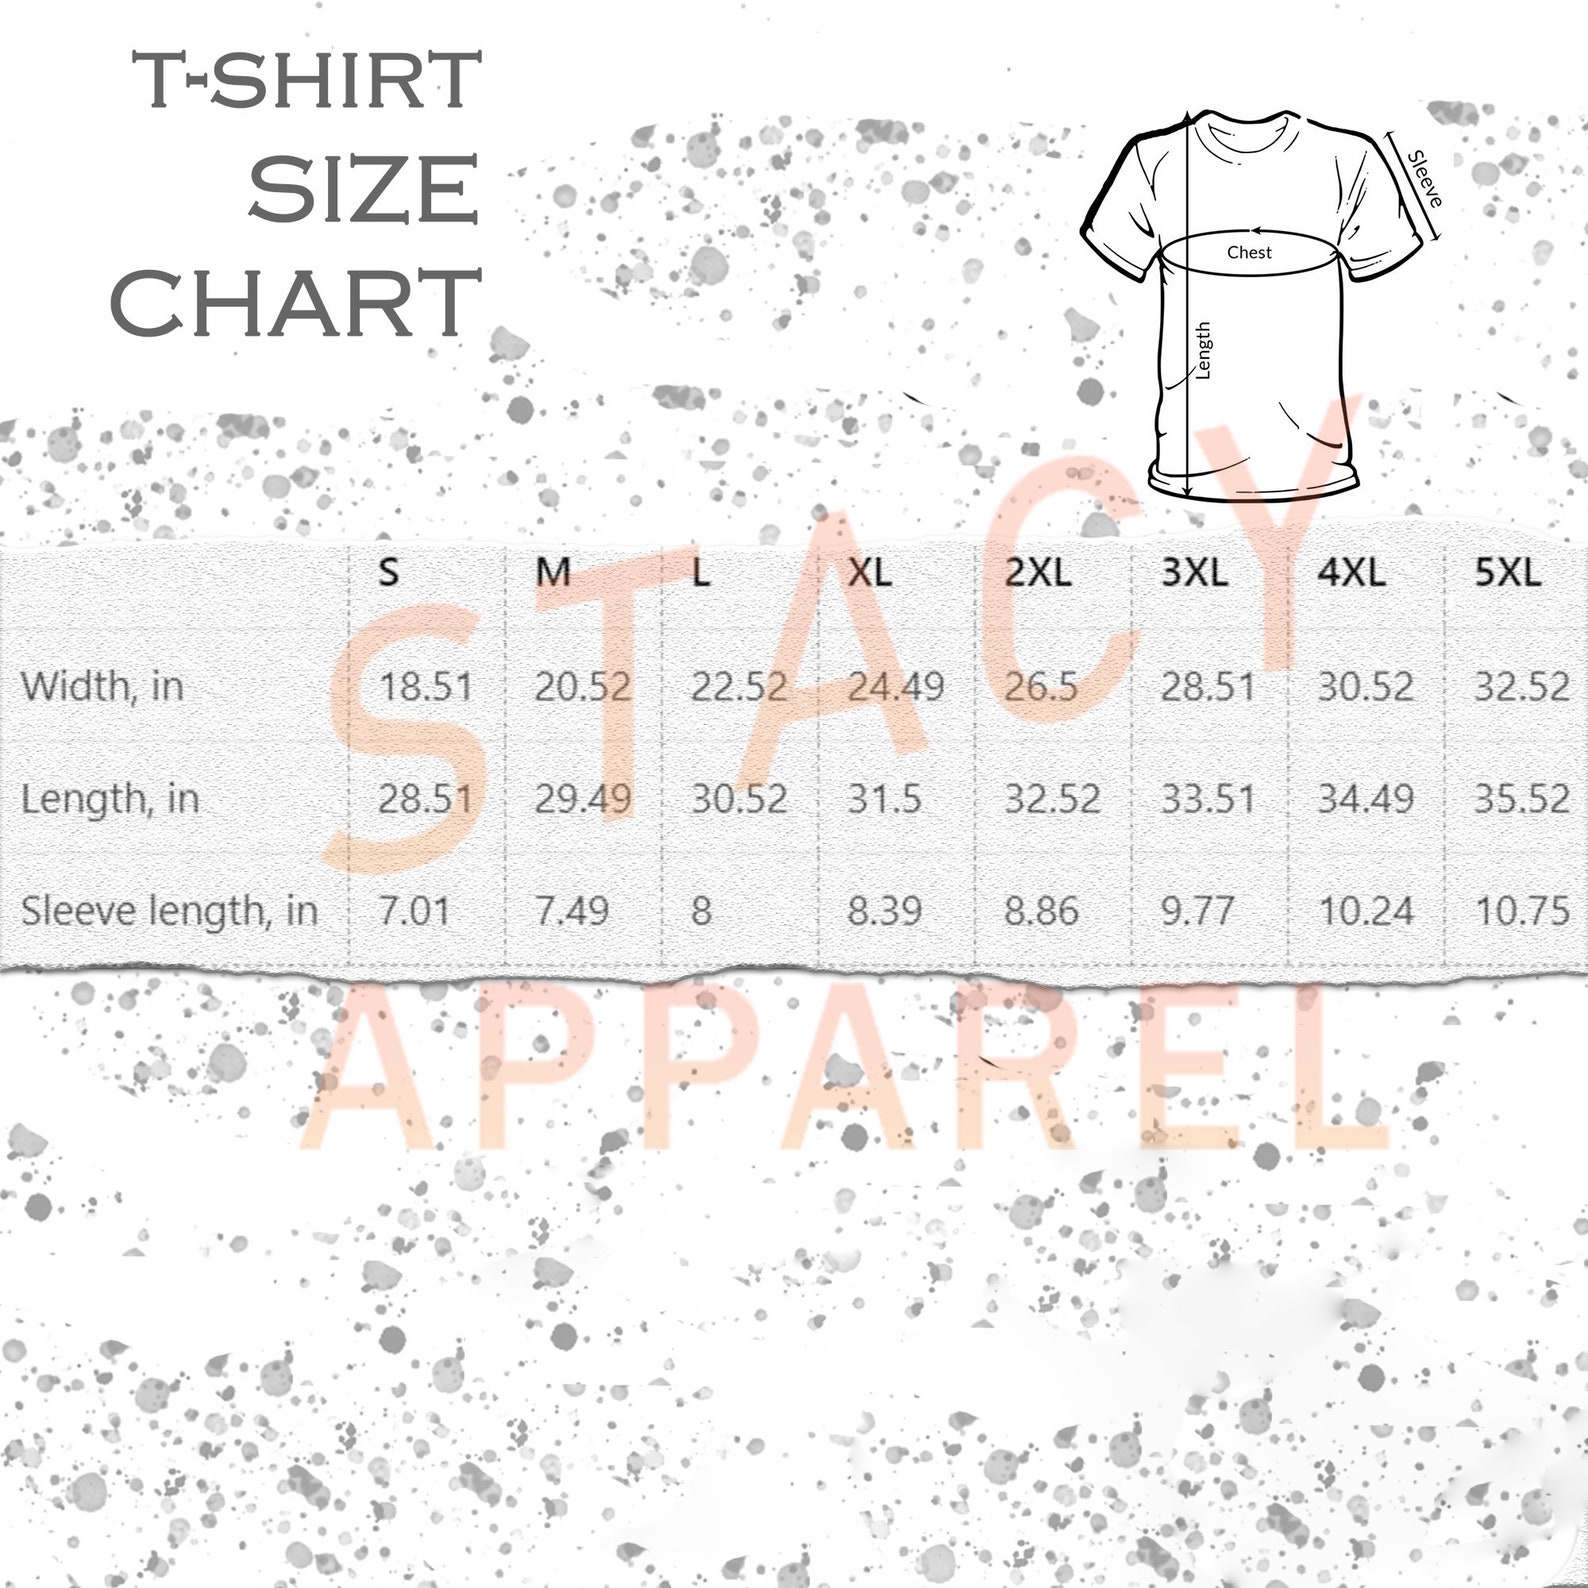 T-SHIRT
SIZE
CHART
Sleeve
Chest
Length
S M L XL 2XL 3XL 4XL 5XL
Width, in 18.51 20.52 22.52 24.49 26.5 28.51 30.52 32.52
Length, in 28.51 29.49 30.52 31.5 32.52 33.51 34.49 35.52
Sleeve length, in 7.01 7.49 8 8.39 8.86 9.77 10.24 10.75
STACY
APPAREL